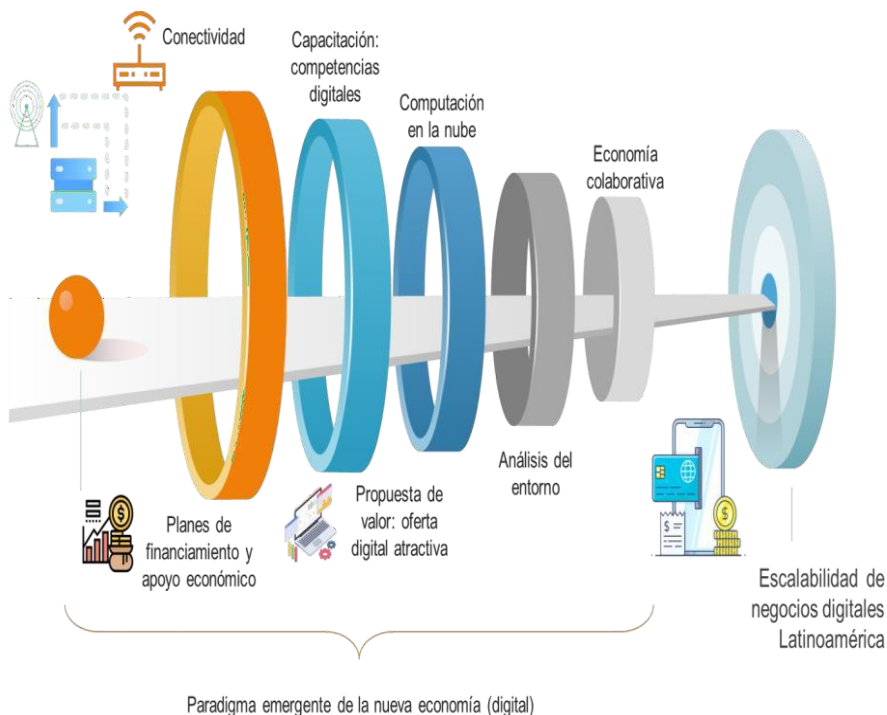 Conectividad
Capacitación:
competencias
digitales
Computación
en la nube
Economía
colaborativa
Planes de
financiamiento y
apoyo económico
Propuesta de
valor: oferta
digital atractiva
Análisis del
entorno
Escalabilidad de
negocios digitales
Latinoamérica
Paradigma emergente de la nueva economía (digital)